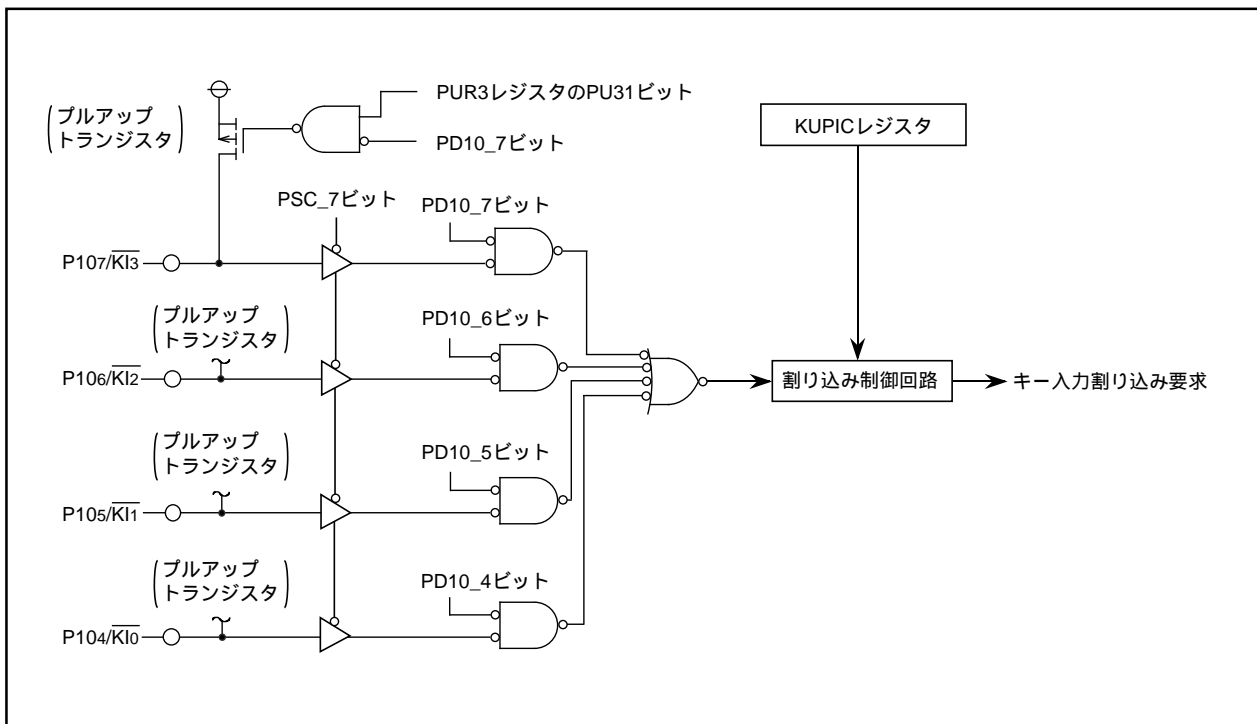 プルアップ
トランジスタ
PUR3レジスタのPU31ビット
PD10_7ビット
KUPICレジスタ
PSC_7ビット
PD10_7ビット
P107/KI3
プルアップ
トランジスタ
PD10_6ビット
P106/KI2
割り込み制御回路
キー入力割り込み要求
プルアップ
トランジスタ
PD10_5ビット
P105/KI1
プルアップ
トランジスタ
PD10_4ビット
P104/KI0